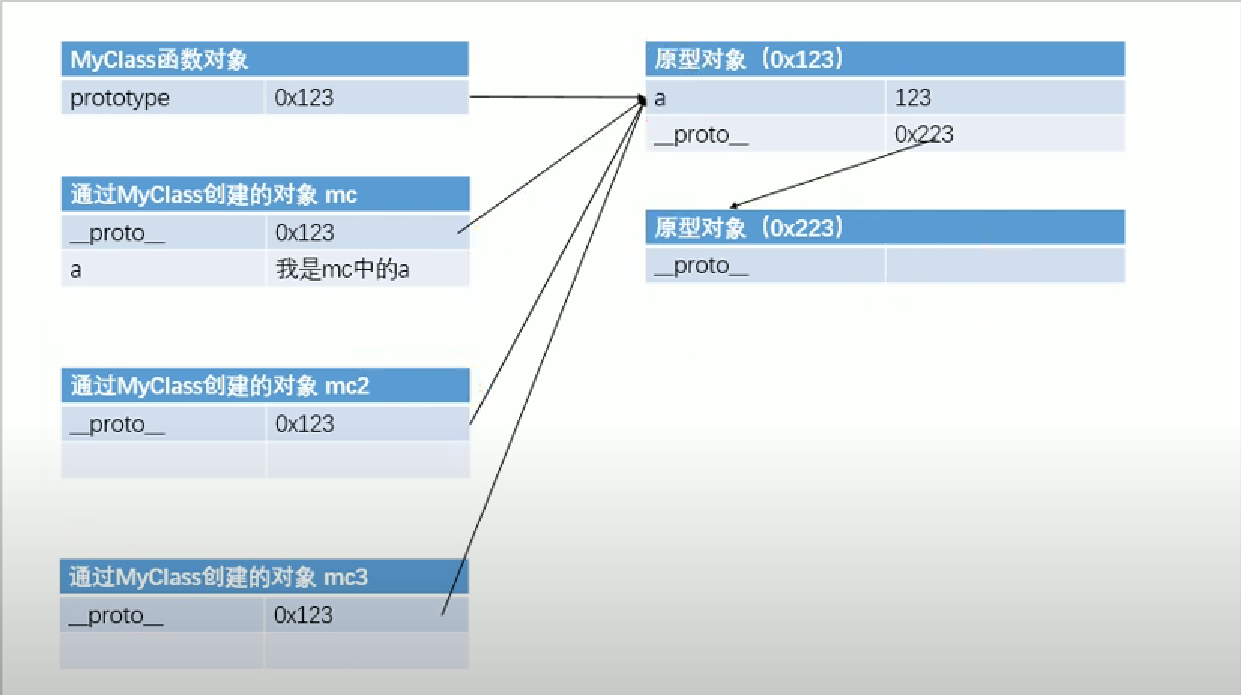 MyClass函数对象
prototype 0x123
通过MyClass创建的对象 mc
__proto__ 0x123
a 我是mc中的a
通过MyClass创建的对象 mc2
__proto__ 0x123
通过MyClass创建的对象 mc3
__proto__ 0x123
原型对象（0x123）
a 123
__proto__ 0x223
原型对象（0x223）
__proto__